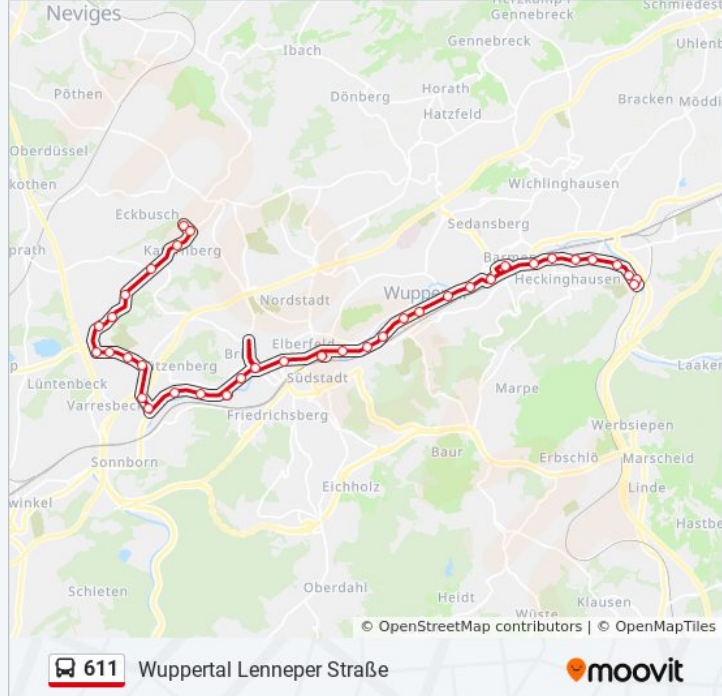 Neviges
Herzkamp I
Gennebreck
Schmiedest
Ibach
Gennebreck
Uhlenb
Pöthen
Dönberg
Horath
Hatzfeld
Bracken
Möddi
Oberdüssel
kothen
Wichlinghausen
Eckbusch
Sedansberg
prath
Barmen
Heckinghausen
Nordstadt
Elberfeld
Südstadt
Lüntenbeck
Laaken
Marpe
Friedrichsberg
Werbsiepen
Baur
Erbschlö
Marscheid
Sonnborn
Linde
Eichholz
winkel
Hastbe
Oberdahl
Schieten
Heidt
Klausen
Wüste
© OpenStreetMap contributors | © OpenMapTiles
611 Wuppertal Lenneper Straße
moovit